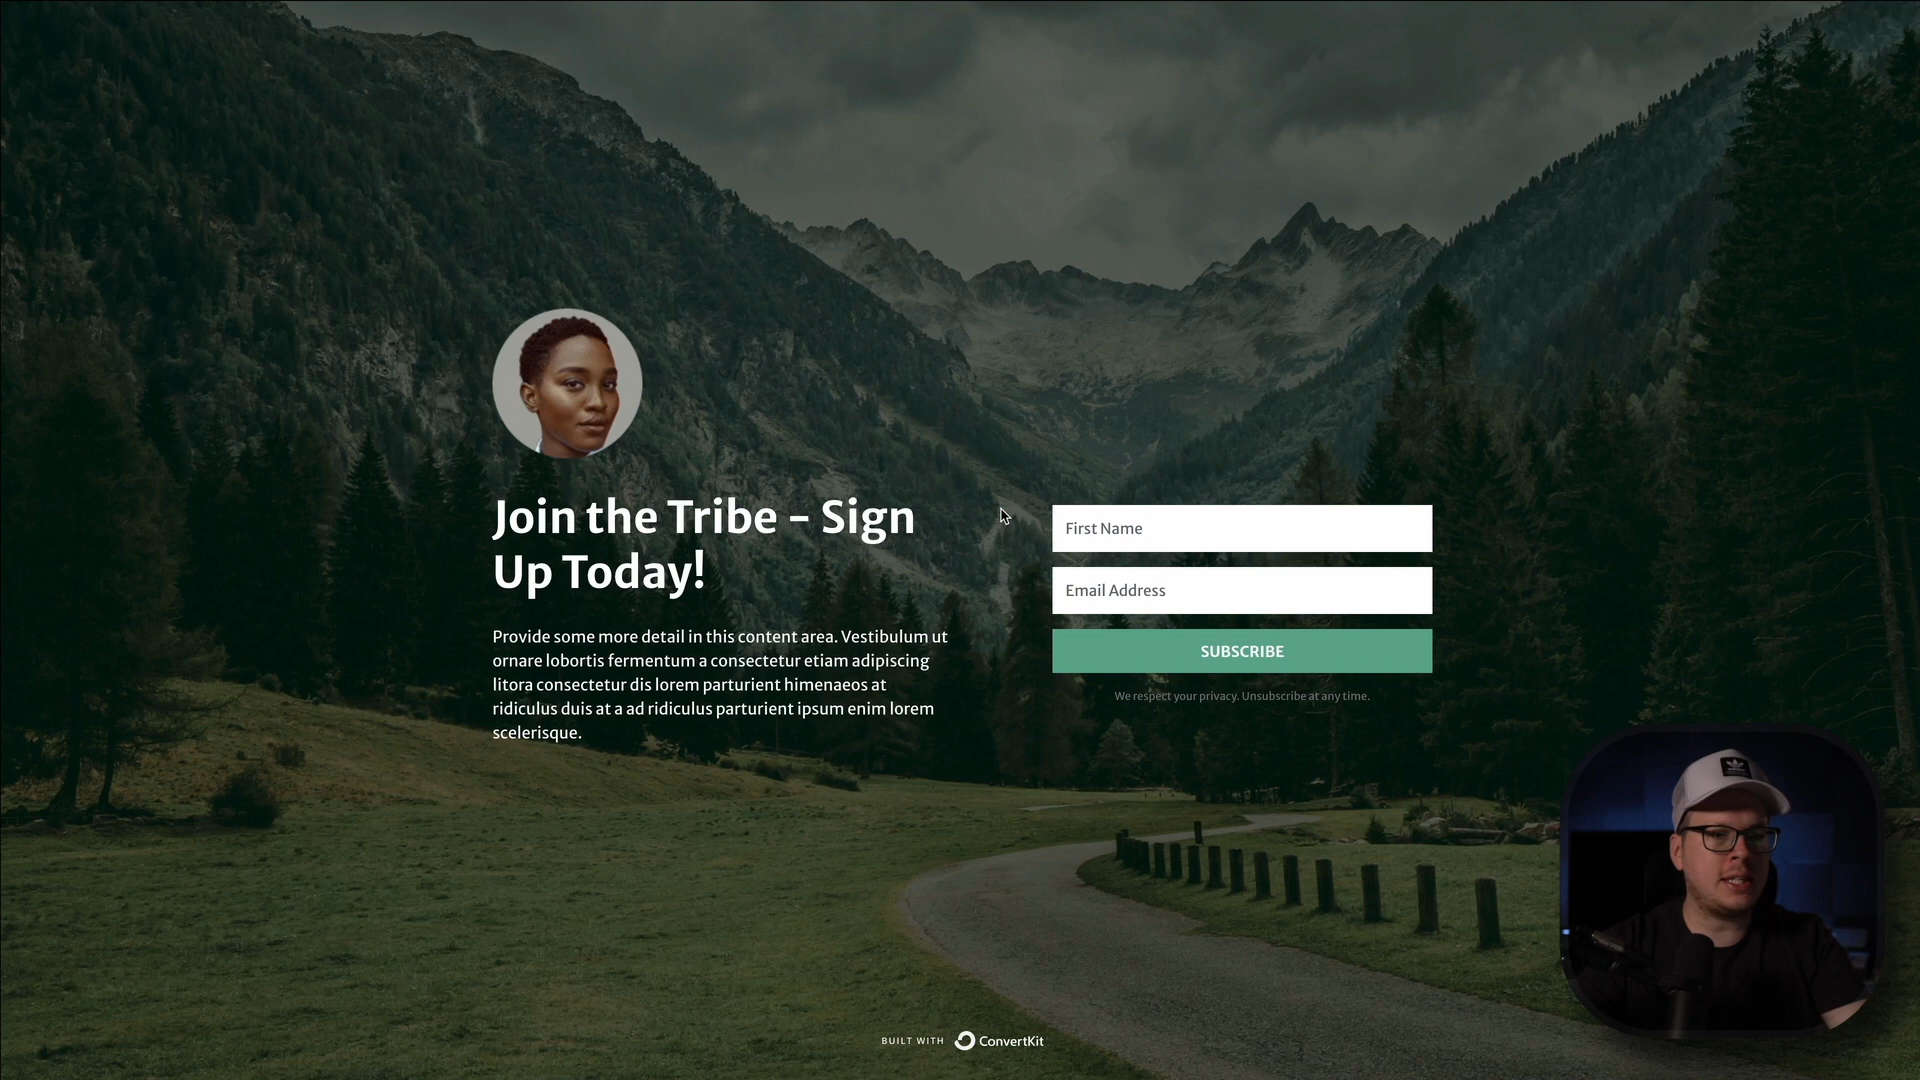 Join the Tribe - Sign
Up Today!
Provide some more detail in this content area. Vestibulum ut
ornare lobortis fermentum a consectetur etiam adipiscing
litora consectetur dis lorem parturient himenaeos at
ridiculus duis at a ad ridiculus parturient ipsum enim lorem
scelerisque.
First Name
Email Address
SUBSCRIBE
We respect your privacy. Unsubscribe at any time.
BUILT WITH ConvertKit